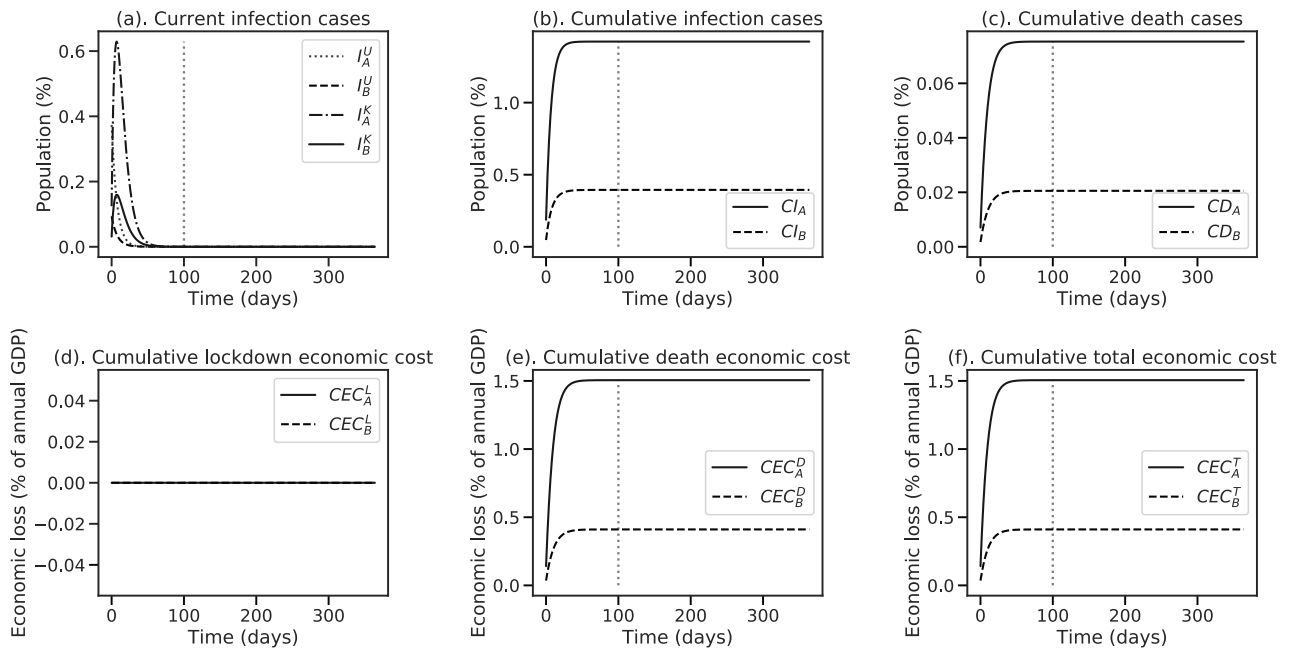 (a). Current infection cases
Population (%)
0.6
0.4
0.2
0.0
I_A^U
I_B^U
I_A^K
I_B^K
0 100 200 300
Time (days)
(b). Cumulative infection cases
Population (%)
1.0
0.5
0.0
CI_A
CI_B
0 100 200 300
Time (days)
(c). Cumulative death cases
Population (%)
0.06
0.04
0.02
0.00
CD_A
CD_B
0 100 200 300
Time (days)
(d). Cumulative lockdown economic cost
Economic loss (% of annual GDP)
0.04
0.02
0.00
−0.02
−0.04
CEC_A^L
CEC_B^L
0 100 200 300
Time (days)
(e). Cumulative death economic cost
Economic loss (% of annual GDP)
1.5
1.0
0.5
0.0
CEC_A^D
CEC_B^D
0 100 200 300
Time (days)
(f). Cumulative total economic cost
Economic loss (% of annual GDP)
1.5
1.0
0.5
0.0
CEC_A^T
CEC_B^T
0 100 200 300
Time (days)